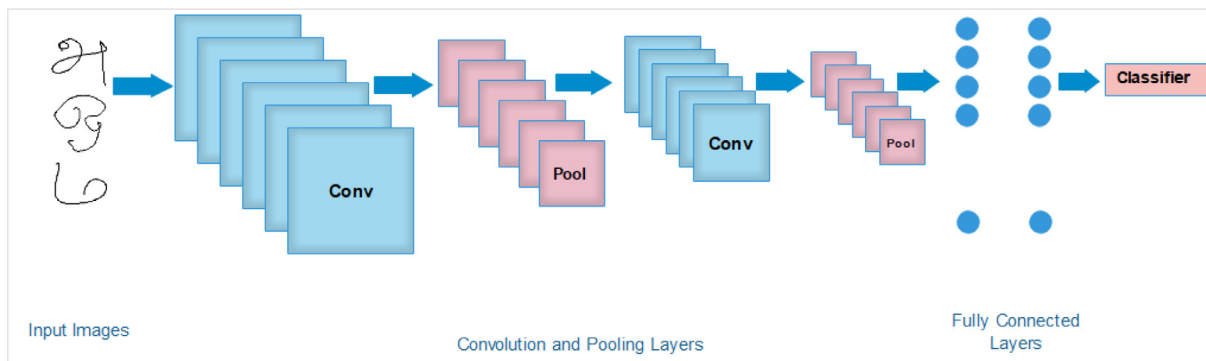 Conv
Pool
Conv
Pool
Classifier
Input Images
Convolution and Pooling Layers
Fully Connected
Layers